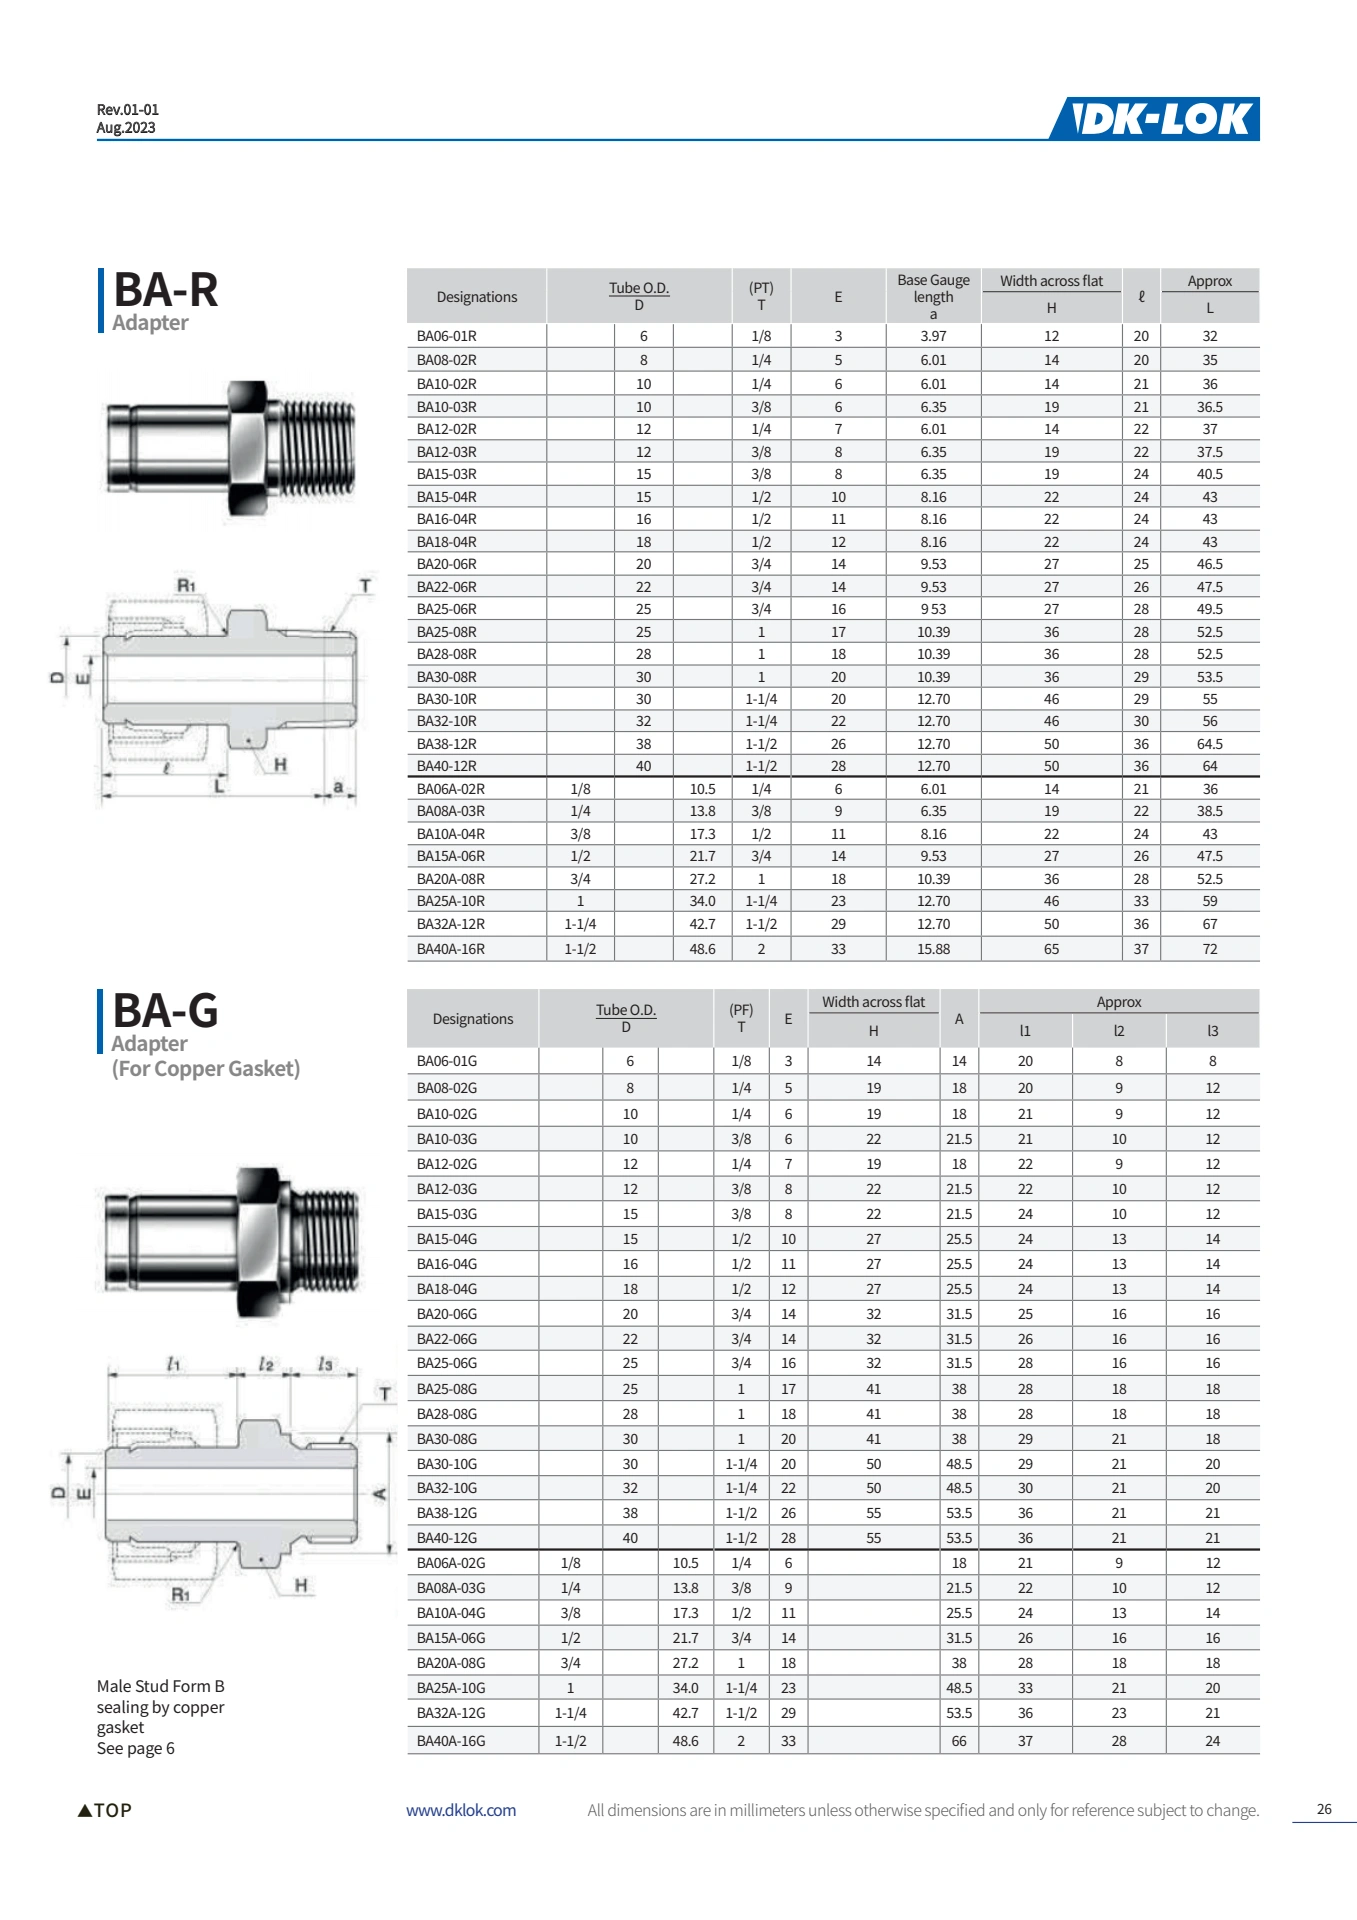 Rev.01-01
Aug.2023
DK-LOK
BA-R
Adapter
R1
T
D
E
H
ℓ
L
a
Designations Tube O.D. D (PT) T E Base Gauge length a Width across flat H ℓ Approx L
BA06-01R 6 1/8 3 3.97 12 20 32
BA08-02R 8 1/4 5 6.01 14 20 35
BA10-02R 10 1/4 6 6.01 14 21 36
BA10-03R 10 3/8 6 6.35 19 21 36.5
BA12-02R 12 1/4 7 6.01 14 22 37
BA12-03R 12 3/8 8 6.35 19 22 37.5
BA15-03R 15 3/8 8 6.35 19 24 40.5
BA15-04R 15 1/2 10 8.16 22 24 43
BA16-04R 16 1/2 11 8.16 22 24 43
BA18-04R 18 1/2 12 8.16 22 24 43
BA20-06R 20 3/4 14 9.53 27 25 46.5
BA22-06R 22 3/4 14 9.53 27 26 47.5
BA25-06R 25 3/4 16 9 53 27 28 49.5
BA25-08R 25 1 17 10.39 36 28 52.5
BA28-08R 28 1 18 10.39 36 28 52.5
BA30-08R 30 1 20 10.39 36 29 53.5
BA30-10R 30 1-1/4 20 12.70 46 29 55
BA32-10R 32 1-1/4 22 12.70 46 30 56
BA38-12R 38 1-1/2 26 12.70 50 36 64.5
BA40-12R 40 1-1/2 28 12.70 50 36 64
BA06A-02R 1/8 10.5 1/4 6 6.01 14 21 36
BA08A-03R 1/4 13.8 3/8 9 6.35 19 22 38.5
BA10A-04R 3/8 17.3 1/2 11 8.16 22 24 43
BA15A-06R 1/2 21.7 3/4 14 9.53 27 26 47.5
BA20A-08R 3/4 27.2 1 18 10.39 36 28 52.5
BA25A-10R 1 34.0 1-1/4 23 12.70 46 33 59
BA32A-12R 1-1/4 42.7 1-1/2 29 12.70 50 36 67
BA40A-16R 1-1/2 48.6 2 33 15.88 65 37 72
BA-G
Adapter
(For Copper Gasket)
l1 l2 l3
T
D
E
A
R1
H
Male Stud Form B
sealing by copper
gasket
See page 6
Designations Tube O.D. D (PF) T E Width across flat H A Approx l1 l2 l3
BA06-01G 6 1/8 3 14 14 20 8 8
BA08-02G 8 1/4 5 19 18 20 9 12
BA10-02G 10 1/4 6 19 18 21 9 12
BA10-03G 10 3/8 6 22 21.5 21 10 12
BA12-02G 12 1/4 7 19 18 22 9 12
BA12-03G 12 3/8 8 22 21.5 22 10 12
BA15-03G 15 3/8 8 22 21.5 24 10 12
BA15-04G 15 1/2 10 27 25.5 24 13 14
BA16-04G 16 1/2 11 27 25.5 24 13 14
BA18-04G 18 1/2 12 27 25.5 24 13 14
BA20-06G 20 3/4 14 32 31.5 25 16 16
BA22-06G 22 3/4 14 32 31.5 26 16 16
BA25-06G 25 3/4 16 32 31.5 28 16 16
BA25-08G 25 1 17 41 38 28 18 18
BA28-08G 28 1 18 41 38 28 18 18
BA30-08G 30 1 20 41 38 29 21 18
BA30-10G 30 1-1/4 20 50 48.5 29 21 20
BA32-10G 32 1-1/4 22 50 48.5 30 21 20
BA38-12G 38 1-1/2 26 55 53.5 36 21 21
BA40-12G 40 1-1/2 28 55 53.5 36 21 21
BA06A-02G 1/8 10.5 1/4 6 18 21 9 12
BA08A-03G 1/4 13.8 3/8 9 21.5 22 10 12
BA10A-04G 3/8 17.3 1/2 11 25.5 24 13 14
BA15A-06G 1/2 21.7 3/4 14 31.5 26 16 16
BA20A-08G 3/4 27.2 1 18 38 28 18 18
BA25A-10G 1 34.0 1-1/4 23 48.5 33 21 20
BA32A-12G 1-1/4 42.7 1-1/2 29 53.5 36 23 21
BA40A-16G 1-1/2 48.6 2 33 66 37 28 24
▲TOP
www.dklok.com
All dimensions are in millimeters unless otherwise specified and only for reference subject to change.
26